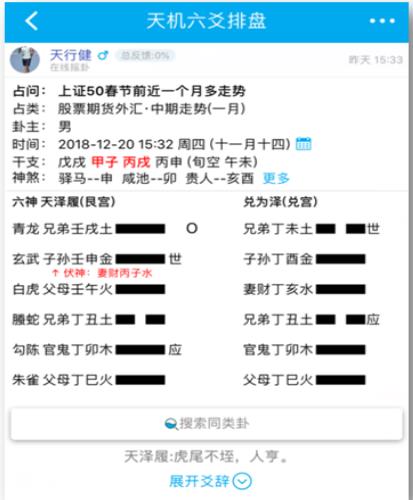 天机六爻排盘
天行健 ♂ 总反馈:0%
在线摇卦
昨天 15:33
占问: 上证50春节前近一个月多走势
占类: 股票期货外汇·中期走势(一月)
卦主: 男
时间: 2018-12-20 15:32 周四 (十一月十四)
干支: 戊戌 甲子 丙戌 丙申 (旬空 午未)
神煞: 驿马--申 咸池--卯 贵人--亥酉 更多
六神 天泽履(艮宫) 兑为泽(兑宫)
青龙 兄弟壬戌土 O 兄弟丁未土 世
玄武 子孙壬申金 世 子孙丁酉金
↑ 伏神: 妻财丙子水
白虎 父母壬午火 妻财丁亥水
螣蛇 兄弟丁丑土 兄弟丁丑土 应
勾陈 官鬼丁卯木 应 官鬼丁卯木
朱雀 父母丁巳火 父母丁巳火
搜索同类卦
天泽履:虎尾不咥，人亨。
展开爻辞